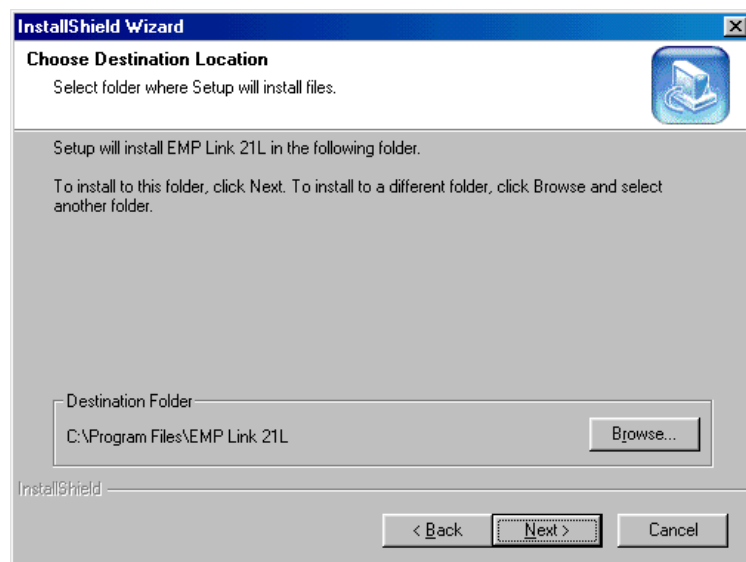 InstallShield Wizard
Choose Destination Location
Select folder where Setup will install files.
Setup will install EMP Link 21L in the following folder.
To install to this folder, click Next. To install to a different folder, click Browse and select
another folder.
Destination Folder
C:\Program Files\EMP Link 21L
Browse...
InstallShield
< Back
Next >
Cancel